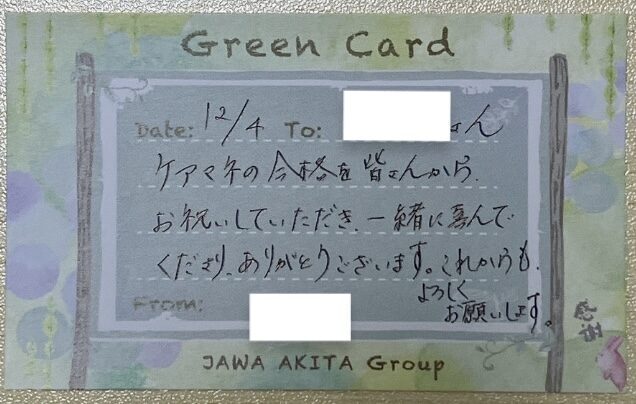 Green Card
Date: 12/4 To: さん
ケアマネの合格を皆さんから、
お祝いしていただき、一緒に喜んで
くださり、ありがとうございます。これからも、
よろしく
お願いします。
From:
JAWA AKITA Group